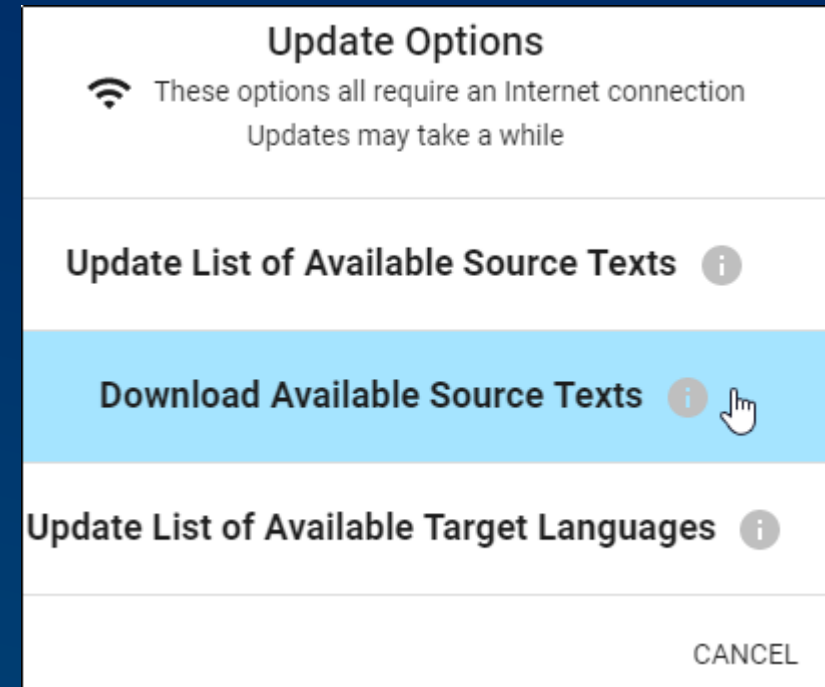 Update Options
These options all require an Internet connection
Updates may take a while
Update List of Available Source Texts
Download Available Source Texts
Update List of Available Target Languages
CANCEL